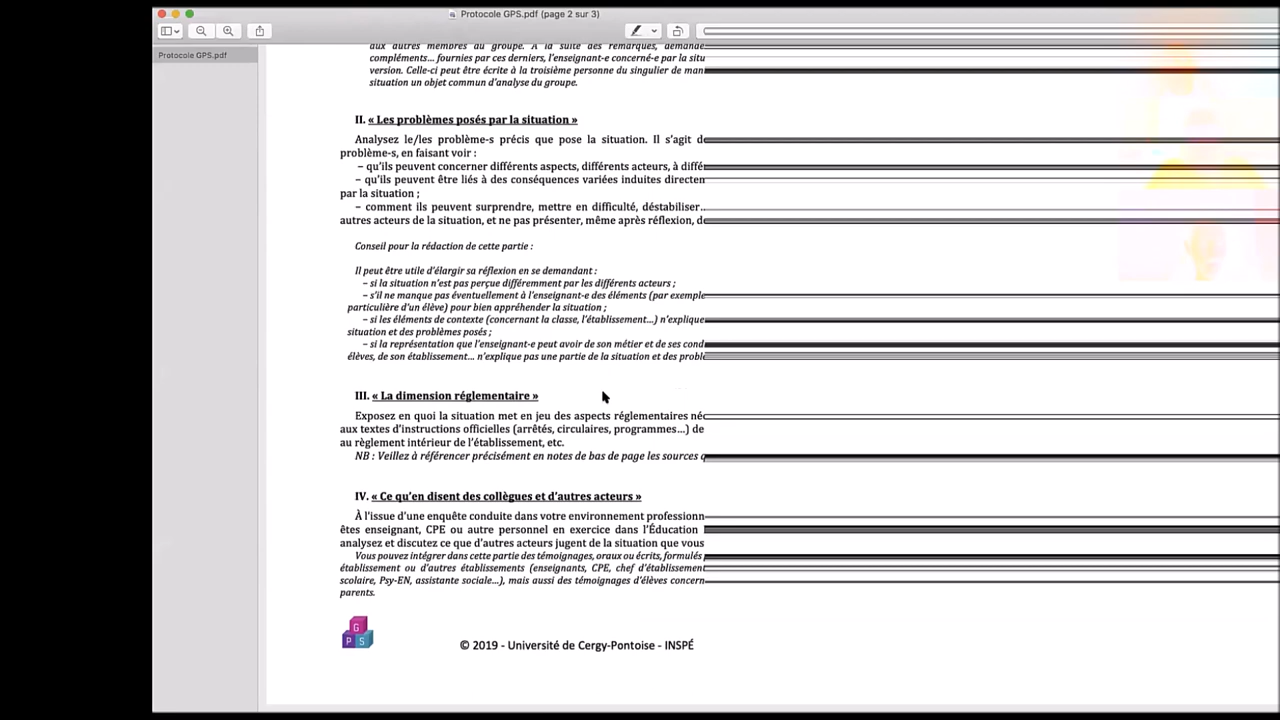 Protocole GPS.pdf (page 2 sur 3)
Protocole GPS.pdf
aux autres membres du groupe. À la suite des remarques, demande
compléments… fournies par ces derniers, l'enseignant-e concerné-e par la situ
version. Celle-ci peut être écrite à la troisième personne du singulier de man
situation un objet commun d'analyse du groupe.
II. « Les problèmes posés par la situation »
Analysez le/les problème-s précis que pose la situation. Il s'agit d
problème-s, en faisant voir :
– qu'ils peuvent concerner différents aspects, différents acteurs, à diffé
– qu'ils peuvent être liés à des conséquences variées induites directen
par la situation ;
– comment ils peuvent surprendre, mettre en difficulté, déstabiliser…
autres acteurs de la situation, et ne pas présenter, même après réflexion, d
Conseil pour la rédaction de cette partie :
Il peut être utile d'élargir sa réflexion en se demandant :
– si la situation n'est pas perçue différemment par les différents acteurs ;
– s'il ne manque pas éventuellement à l'enseignant-e des éléments (par exemple
particulière d'un élève) pour bien appréhender la situation ;
– si les éléments de contexte (concernant la classe, l'établissement…) n'explique
situation et des problèmes posés ;
– si la représentation que l'enseignant-e peut avoir de son métier et de ses cond
élèves, de son établissement… n'explique pas une partie de la situation et des problè
III. « La dimension réglementaire »
Exposez en quoi la situation met en jeu des aspects réglementaires né
aux textes d'instructions officielles (arrêtés, circulaires, programmes…) de
au règlement intérieur de l'établissement, etc.
NB : Veillez à référencer précisément en notes de bas de page les sources
IV. « Ce qu'en disent des collègues et d'autres acteurs »
À l'issue d'une enquête conduite dans votre environnement professionn
êtes enseignant, CPE ou autre personnel en exercice dans l'Éducation
analysez et discutez ce que d'autres acteurs jugent de la situation que vous
Vous pouvez intégrer dans cette partie des témoignages, oraux ou écrits, formulés
établissement ou d'autres établissements (enseignants, CPE, chef d'établissement
scolaire, Psy-EN, assistante sociale…), mais aussi des témoignages d'élèves concern
parents.
G
P S
© 2019 - Université de Cergy-Pontoise - INSPÉ